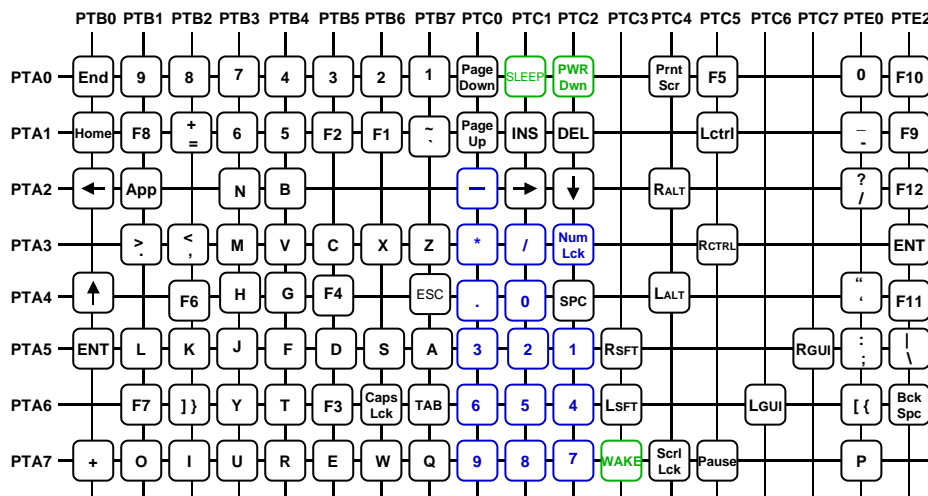 PTB0 PTB1 PTB2 PTB3 PTB4 PTB5 PTB6 PTB7 PTC0 PTC1 PTC2 PTC3 PTC4 PTC5 PTC6 PTC7 PTE0 PTE2
PTA0 End 9 8 7 4 3 2 1 Page Down SLEEP PWR Dwn Prnt Scr F5 0 F10
PTA1 Home F8 + = 6 5 F2 F1 ~ ` Page Up INS DEL Lctrl _ - F9
PTA2 ← App N B — → ↓ RALT ? / F12
PTA3 > . < , M V C X Z * / Num Lck RCTRL ENT
PTA4 ↑ F6 H G F4 ESC . 0 SPC LALT “ ‘ F11
PTA5 ENT L K J F D S A 3 2 1 RSFT RGUI : ; | \
PTA6 F7 ] } Y T F3 Caps Lck TAB 6 5 4 LSFT LGUI [ { Bck Spc
PTA7 + O I U R E W Q 9 8 7 WAKE Scrl Lck Pause P